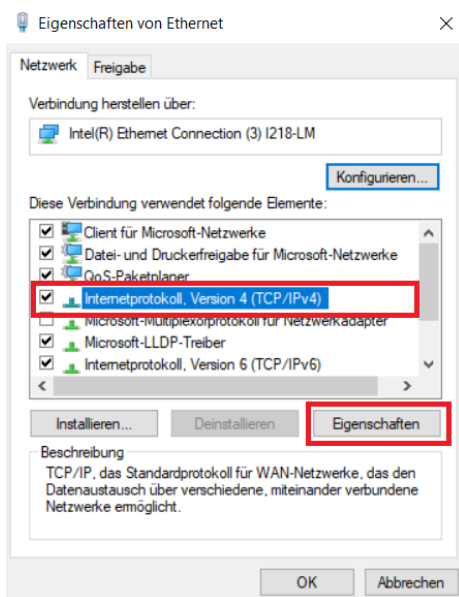 Eigenschaften von Ethernet
Netzwerk Freigabe
Verbindung herstellen über:
Intel(R) Ethernet Connection (3) I218-LM
Konfigurieren...
Diese Verbindung verwendet folgende Elemente:
Client für Microsoft-Netzwerke
Datei- und Druckerfreigabe für Microsoft-Netzwerke
QoS-Paketplaner
Internetprotokoll, Version 4 (TCP/IPv4)
Microsoft-Multiplexorprotokoll für Netzwerkadapter
Microsoft-LLDP-Treiber
Internetprotokoll, Version 6 (TCP/IPv6)
Installieren... Deinstallieren Eigenschaften
Beschreibung
TCP/IP, das Standardprotokoll für WAN-Netzwerke, das den
Datenaustausch über verschiedene, miteinander verbundene
Netzwerke ermöglicht.
OK Abbrechen